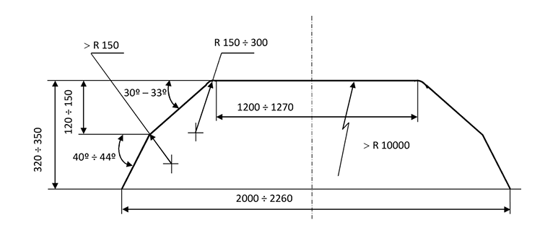 > R 150
R 150 ÷ 300
30º – 33º
120 ÷ 150
1200 ÷ 1270
320 ÷ 350
40º ÷ 44º
> R 10000
2000 ÷ 2260